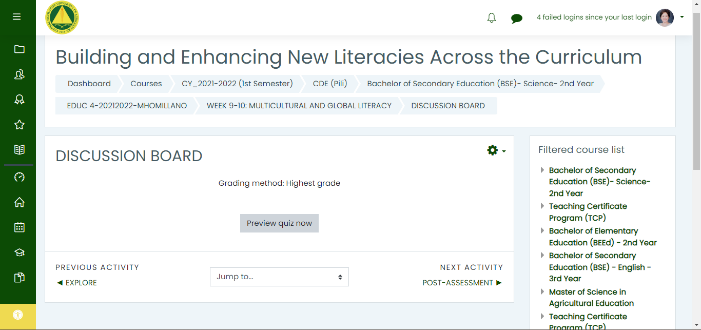 4 failed logins since your last login
Building and Enhancing New Literacies Across the Curriculum
Dashboard Courses CY_2021-2022 (1st Semester) CDE (Pili) Bachelor of Secondary Education (BSE)- Science- 2nd Year
EDUC 4-20212022-MHOMILLANO WEEK 9-10: MULTICULTURAL AND GLOBAL LITERACY DISCUSSION BOARD
DISCUSSION BOARD
Grading method: Highest grade
Preview quiz now
PREVIOUS ACTIVITY
◄ EXPLORE
Jump to...
NEXT ACTIVITY
POST-ASSESSMENT ►
Filtered course list
Bachelor of Secondary
Education (BSE)- Science-
2nd Year
Teaching Certificate
Program (TCP)
Bachelor of Elementary
Education (BEEd) - 2nd Year
Bachelor of Secondary
Education (BSE) - English -
3rd Year
Master of Science in
Agricultural Education
Teaching Certificate
Program (TCP)